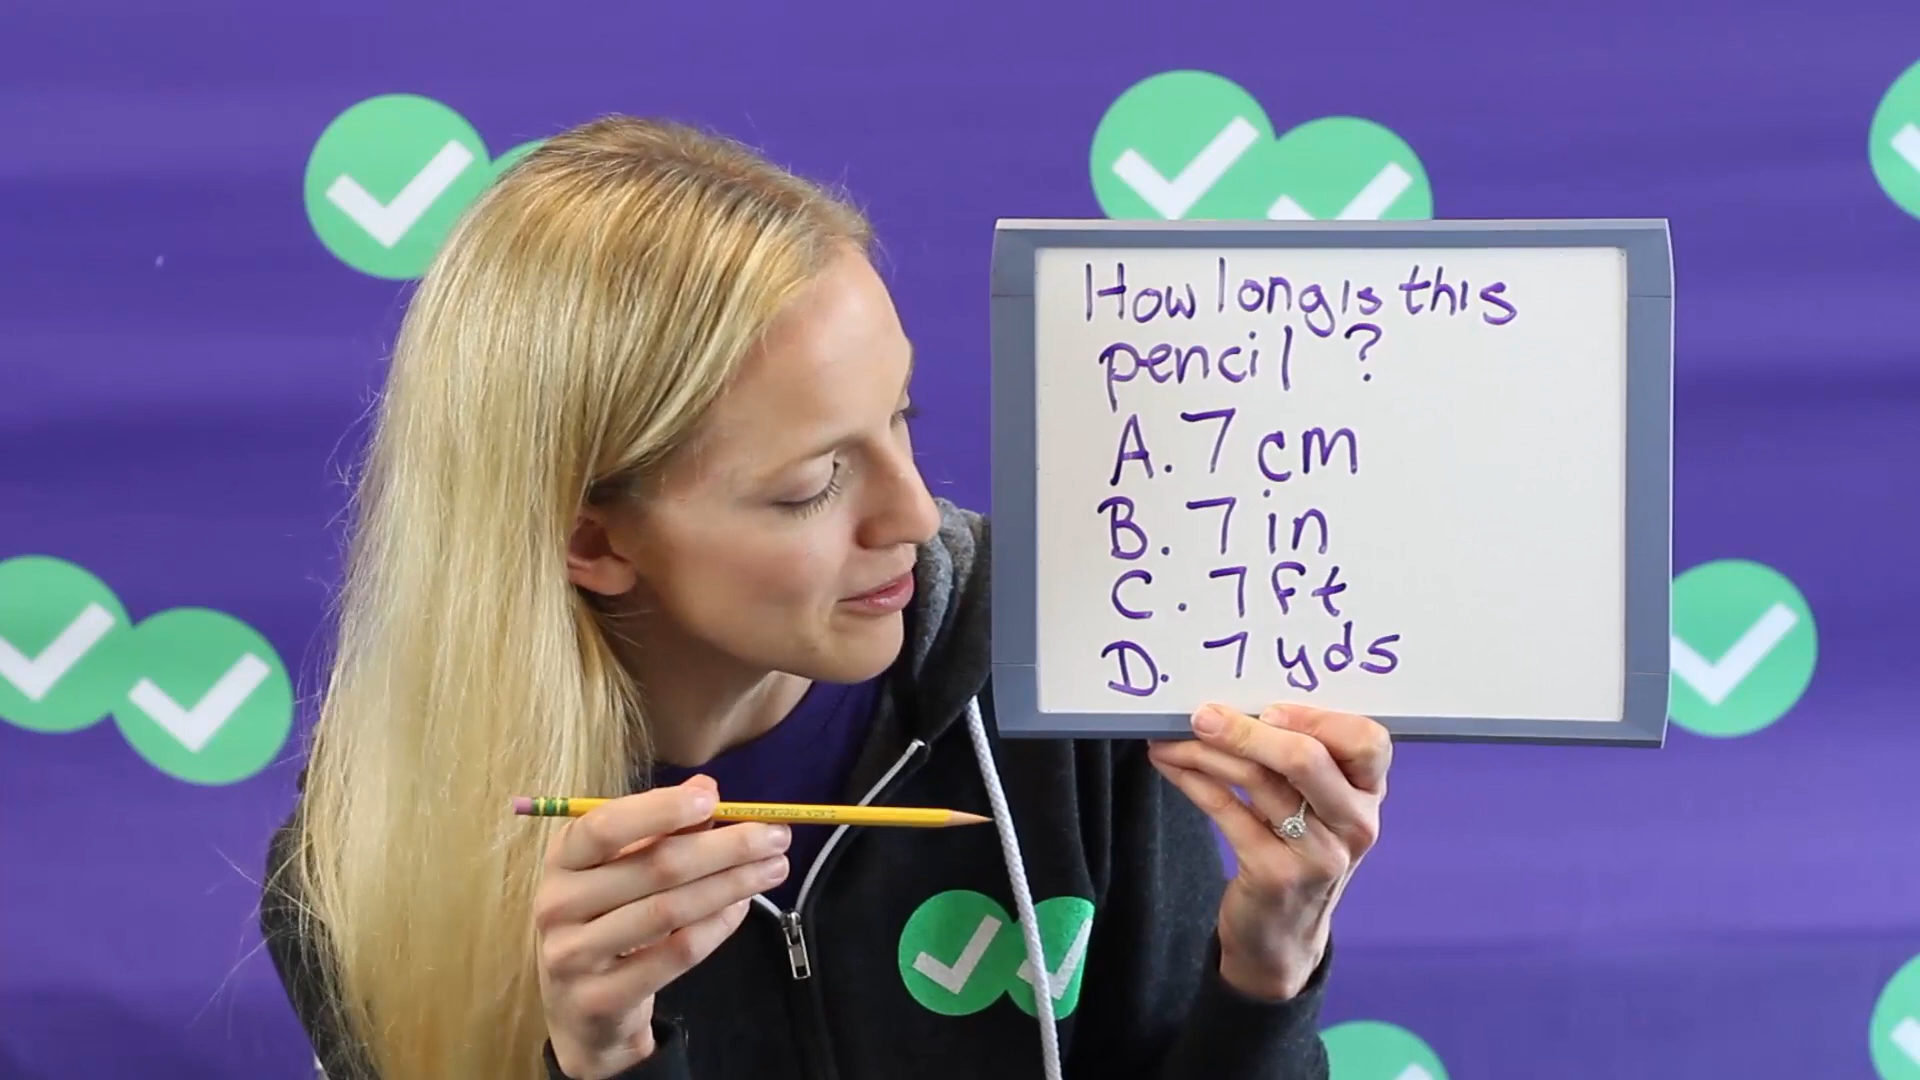 How long is this
pencil ?
A. 7 cm
B. 7 in
C. 7 ft
D. 7 yds